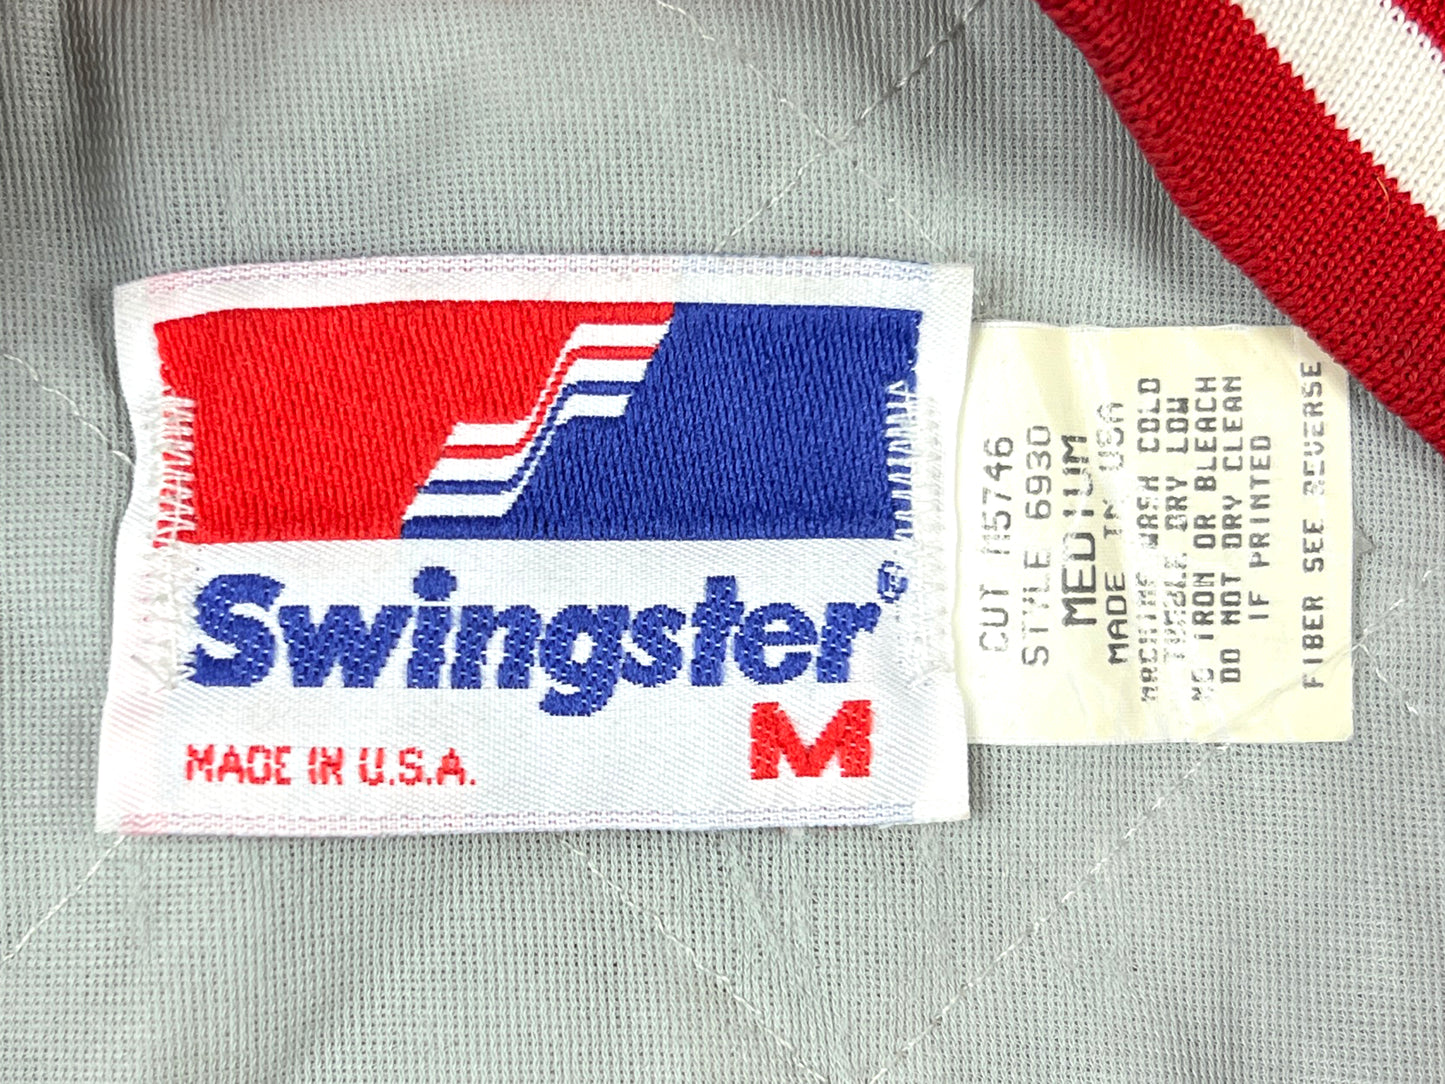 Swingster®
M
MADE IN U.S.A.
CUT N5746
STYLE 6930
MEDIUM
MADE IN USA
MACHINE WASH COLD
TUMBLE DRY LOW
NO IRON OR BLEACH
DO NOT DRY CLEAN
IF PRINTED
FIBER SEE REVERSE